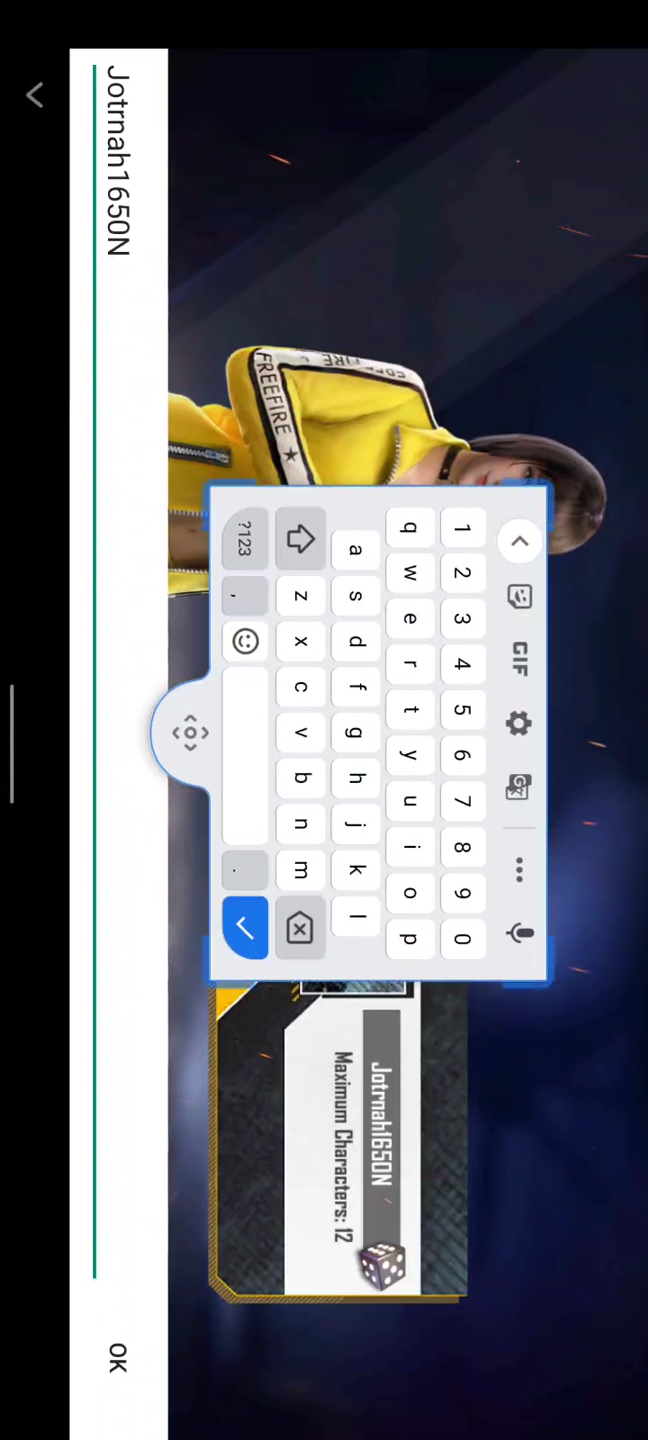 Jotrnah1650N
OK
FREEFIRE
GIF
1 2 3 4 5 6 7 8 9 0
q w e r t y u i o p
a s d f g h j k l
z x c v b n m
?123 , .
Jotrnah1650N
Maximum Characters: 12